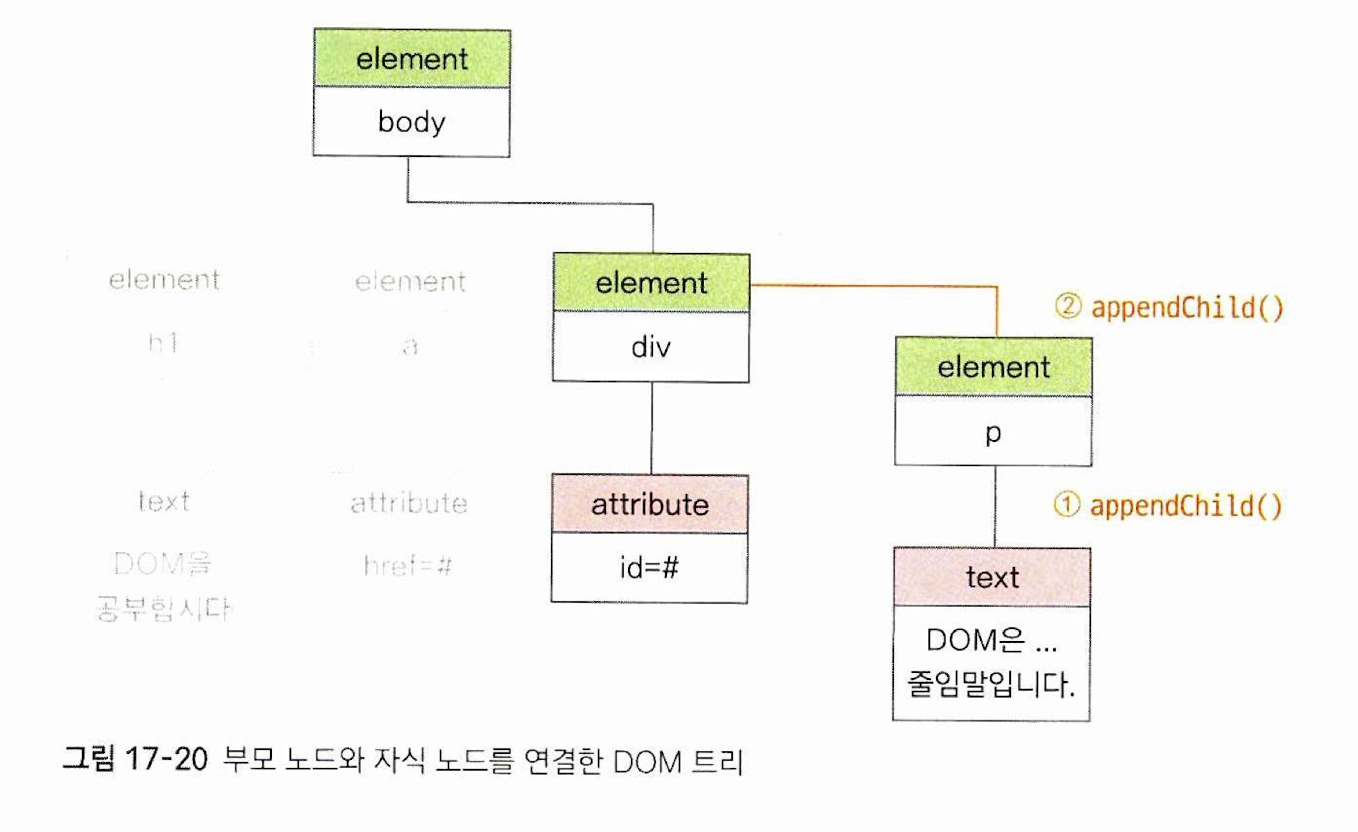 element
body
element
h1
element
a
element
div
② appendChild()
element
p
text
DOM을
공부합시다
attribute
href=#
attribute
id=#
① appendChild()
text
DOM은 ...
줄임말입니다.
그림 17-20 부모 노드와 자식 노드를 연결한 DOM 트리